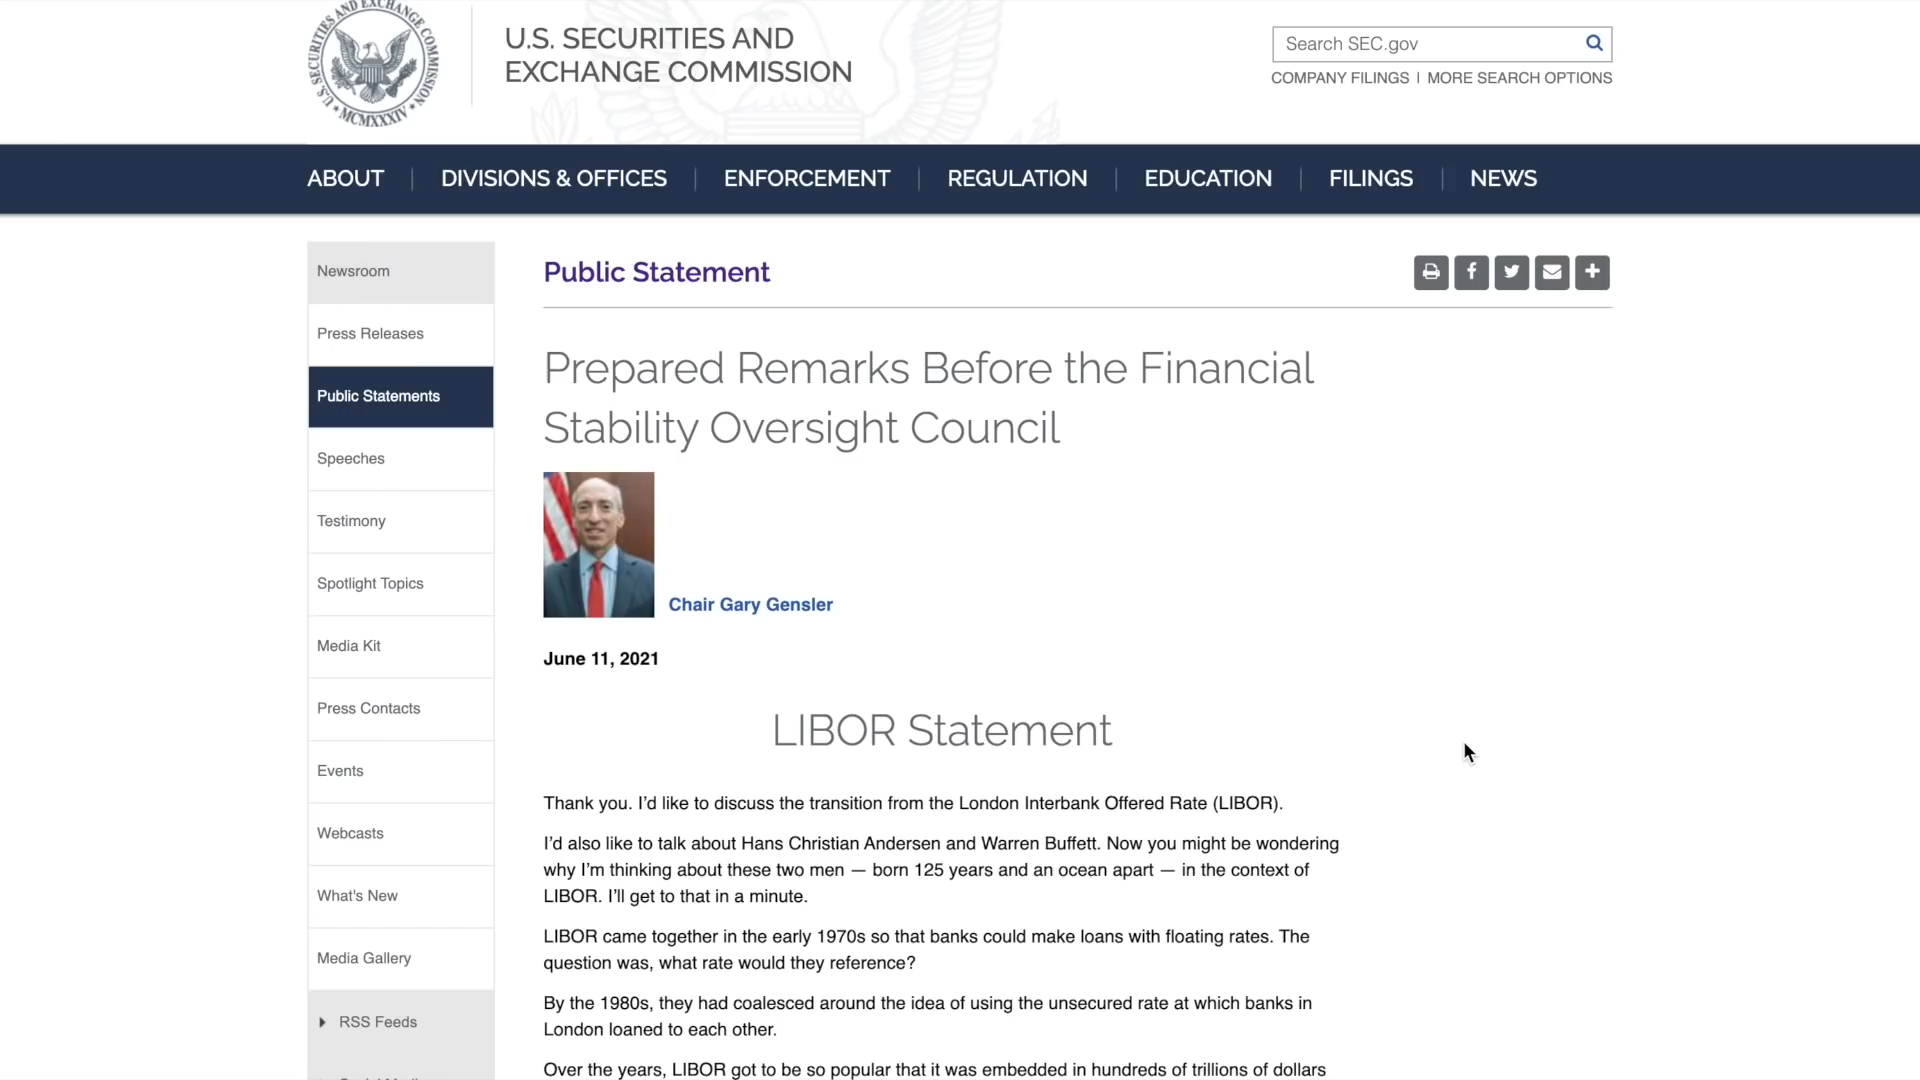 U.S. SECURITIES AND EXCHANGE COMMISSION
MCMXXXIV
U.S. SECURITIES AND
EXCHANGE COMMISSION
Search SEC.gov
COMPANY FILINGS | MORE SEARCH OPTIONS
ABOUT | DIVISIONS & OFFICES | ENFORCEMENT | REGULATION | EDUCATION | FILINGS | NEWS
Newsroom
Press Releases
Public Statements
Speeches
Testimony
Spotlight Topics
Media Kit
Press Contacts
Events
Webcasts
What's New
Media Gallery
RSS Feeds
Public Statement
Prepared Remarks Before the Financial
Stability Oversight Council
Chair Gary Gensler
June 11, 2021
LIBOR Statement
Thank you. I’d like to discuss the transition from the London Interbank Offered Rate (LIBOR).
I’d also like to talk about Hans Christian Andersen and Warren Buffett. Now you might be wondering
why I’m thinking about these two men — born 125 years and an ocean apart — in the context of
LIBOR. I’ll get to that in a minute.
LIBOR came together in the early 1970s so that banks could make loans with floating rates. The
question was, what rate would they reference?
By the 1980s, they had coalesced around the idea of using the unsecured rate at which banks in
London loaned to each other.
Over the years, LIBOR got to be so popular that it was embedded in hundreds of trillions of dollars